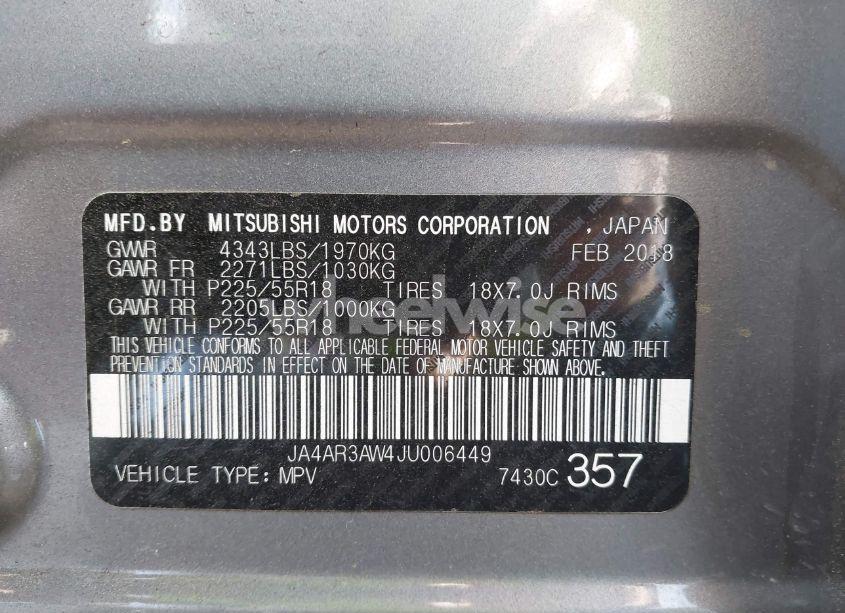 MFD.BY MITSUBISHI MOTORS CORPORATION , JAPAN
GVWR 4343LBS/1970KG FEB 2018
GAWR FR 2271LBS/1030KG
WITH P225/55R18 TIRES 18X7.0J RIMS
GAWR RR 2205LBS/1000KG
WITH P225/55R18 TIRES 18X7.0J RIMS
THIS VEHICLE CONFORMS TO ALL APPLICABLE FEDERAL MOTOR VEHICLE SAFETY AND THEFT
PREVENTION STANDARDS IN EFFECT ON THE DATE OF MANUFACTURE SHOWN ABOVE.
JA4AR3AW4JU006449
VEHICLE TYPE: MPV 7430C 357
wheelwise